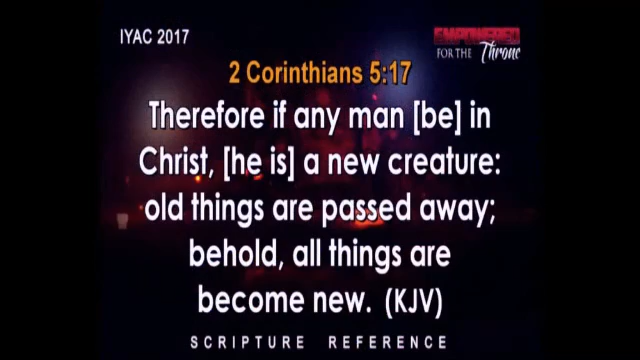 IYAC 2017
EMPOWERED
FOR THE Throne
2 Corinthians 5:17
Therefore if any man [be] in
Christ, [he is] a new creature:
old things are passed away;
behold, all things are
become new. (KJV)
SCRIPTURE REFERENCE